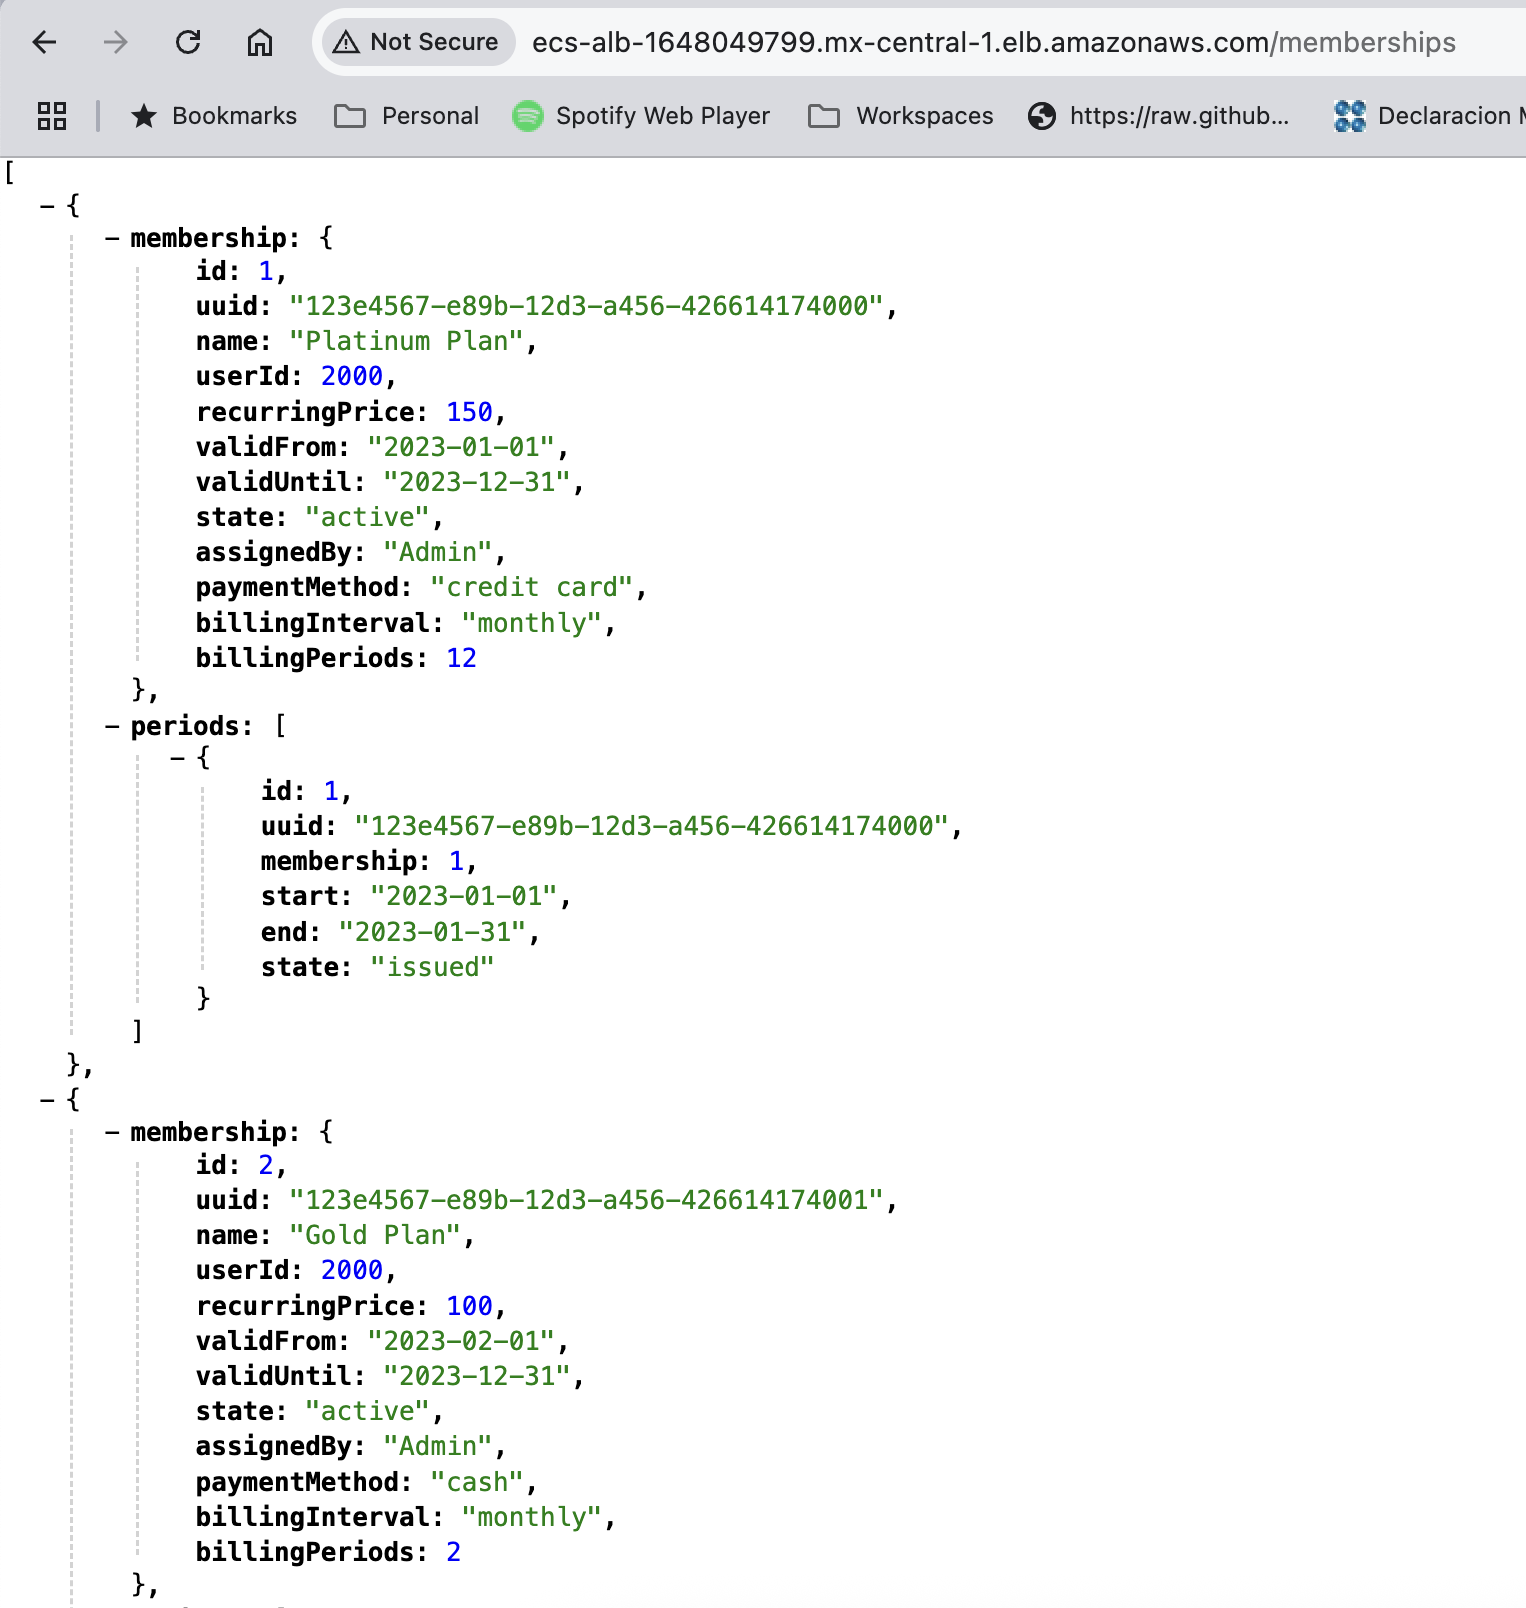 Not Secure ecs-alb-1648049799.mx-central-1.elb.amazonaws.com/memberships
Bookmarks Personal Spotify Web Player Workspaces https://raw.github... Declaracion
[
– {
– membership: {
id: 1,
uuid: "123e4567-e89b-12d3-a456-426614174000",
name: "Platinum Plan",
userId: 2000,
recurringPrice: 150,
validFrom: "2023-01-01",
validUntil: "2023-12-31",
state: "active",
assignedBy: "Admin",
paymentMethod: "credit card",
billingInterval: "monthly",
billingPeriods: 12
},
– periods: [
– {
id: 1,
uuid: "123e4567-e89b-12d3-a456-426614174000",
membership: 1,
start: "2023-01-01",
end: "2023-01-31",
state: "issued"
}
]
},
– {
– membership: {
id: 2,
uuid: "123e4567-e89b-12d3-a456-426614174001",
name: "Gold Plan",
userId: 2000,
recurringPrice: 100,
validFrom: "2023-02-01",
validUntil: "2023-12-31",
state: "active",
assignedBy: "Admin",
paymentMethod: "cash",
billingInterval: "monthly",
billingPeriods: 2
},